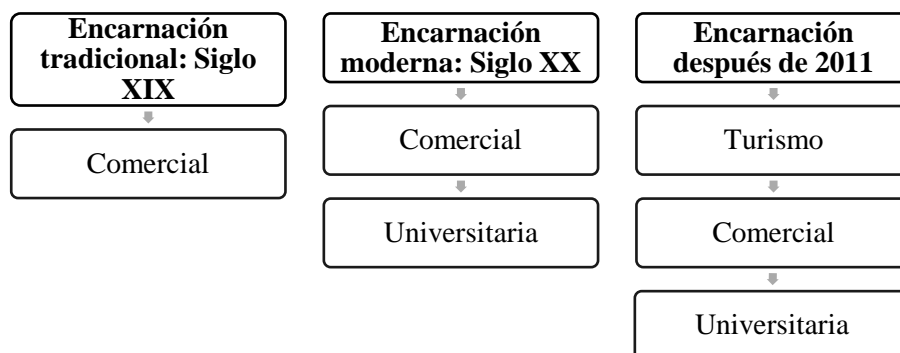 Encarnación
tradicional: Siglo
XIX
Comercial
Encarnación
moderna: Siglo XX
Comercial
Universitaria
Encarnación
después de 2011
Turismo
Comercial
Universitaria